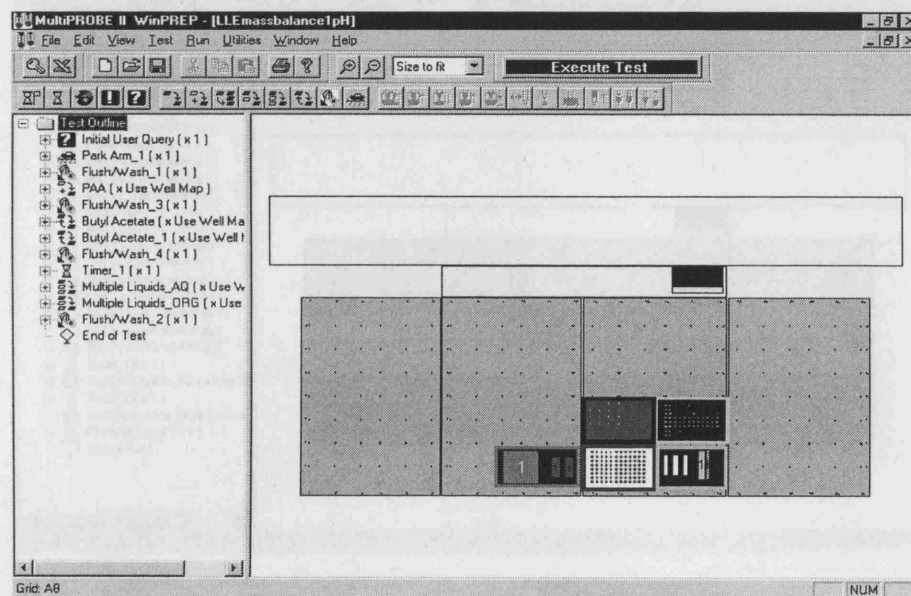 MultiPROBE II WinPREP - [LLEmassbalance1pH]
File Edit View Test Run Utilities Window Help
Size to fit
Execute Test
Test Outline
Initial User Query ( x 1 )
Park Arm_1 ( x 1 )
Flush/Wash_1 ( x 1 )
PAA ( x Use Well Map )
Flush/Wash_3 ( x 1 )
Butyl Acetate ( x Use Well Ma
Butyl Acetate_1 ( x Use Well
Flush/Wash_4 ( x 1 )
Timer_1 ( x 1 )
Multiple Liquids_AQ ( x Use W
Multiple Liquids_ORG ( x Use
Flush/Wash_2 ( x 1 )
End of Test
1
Grid: A8
NUM